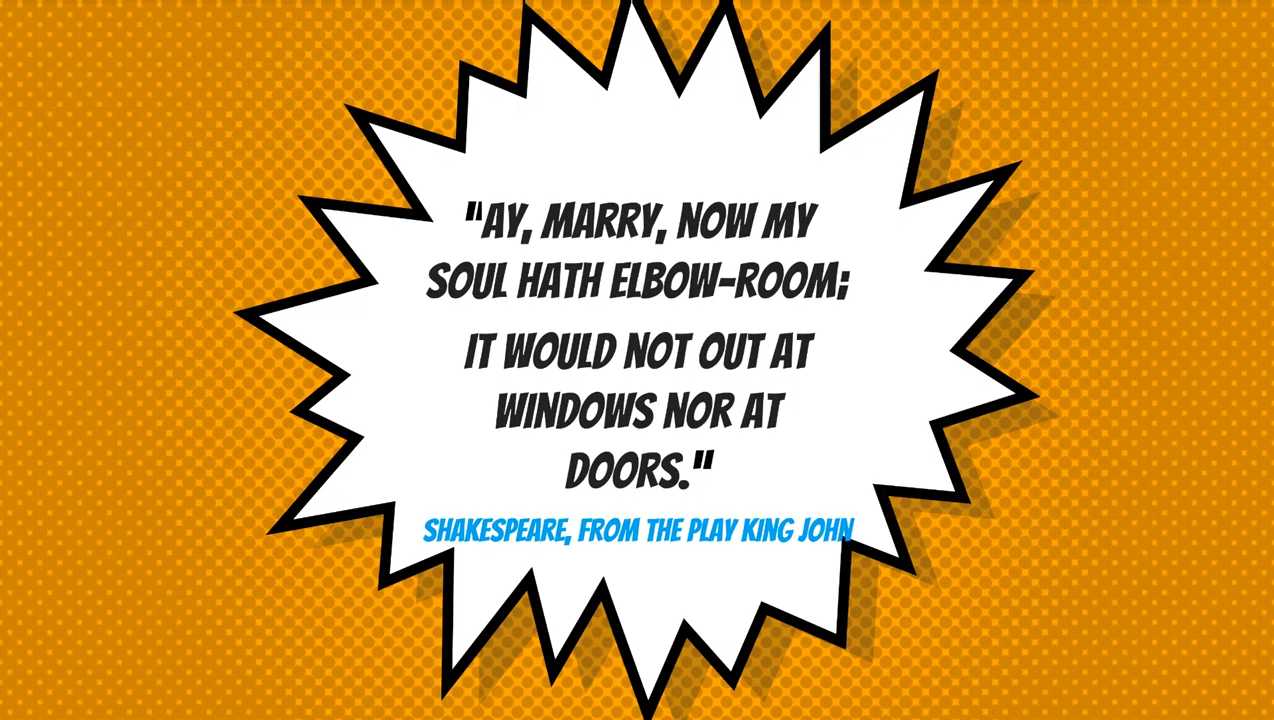 "AY, MARRY, NOW MY
SOUL HATH ELBOW-ROOM;
IT WOULD NOT OUT AT
WINDOWS NOR AT
DOORS."
SHAKESPEARE, FROM THE PLAY KING JOHN